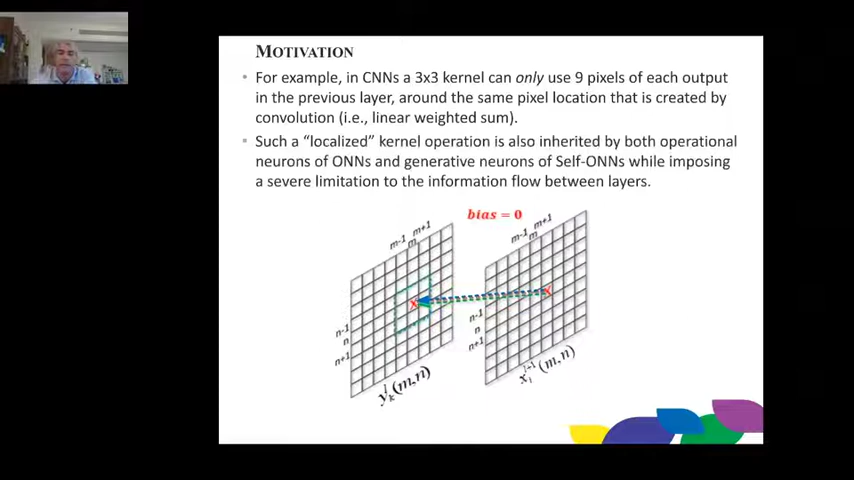 MOTIVATION
For example, in CNNs a 3x3 kernel can only use 9 pixels of each output
in the previous layer, around the same pixel location that is created by
convolution (i.e., linear weighted sum).
Such a “localized” kernel operation is also inherited by both operational
neurons of ONNs and generative neurons of Self-ONNs while imposing
a severe limitation to the information flow between layers.
bias = 0
m-1 m m+1
m-1 m m+1
n-1
n
n+1
n-1
n
n+1
X
X
y_k^l(m,n)
x_i^{l+1}(m,n)